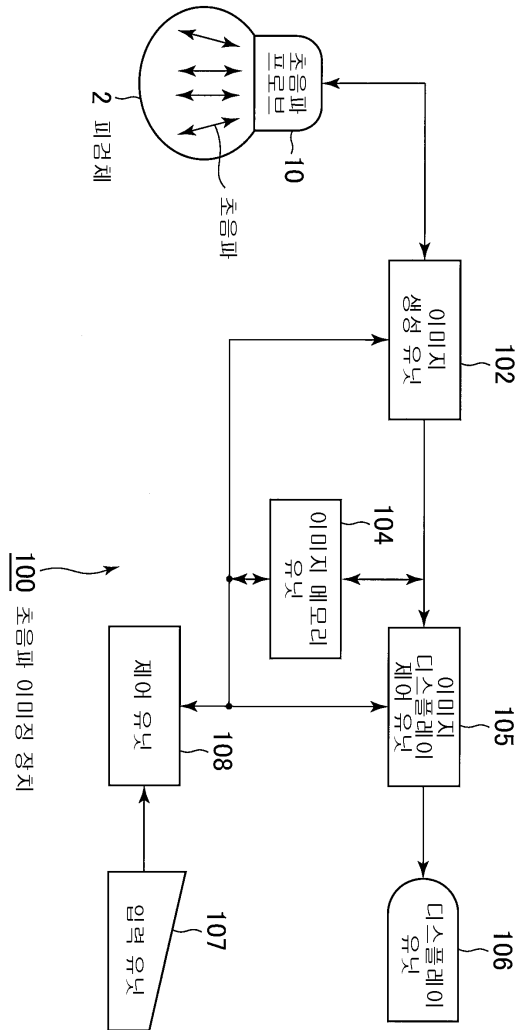 초음파
프로브
10
2 피검체
초음파
이미지
생성 유닛
102
이미지 메모리
유닛
104
이미지
디스플레이
제어 유닛
105
디스플레이
유닛
106
제어 유닛
108
입력 유닛
107
100 초음파 이미징 장치